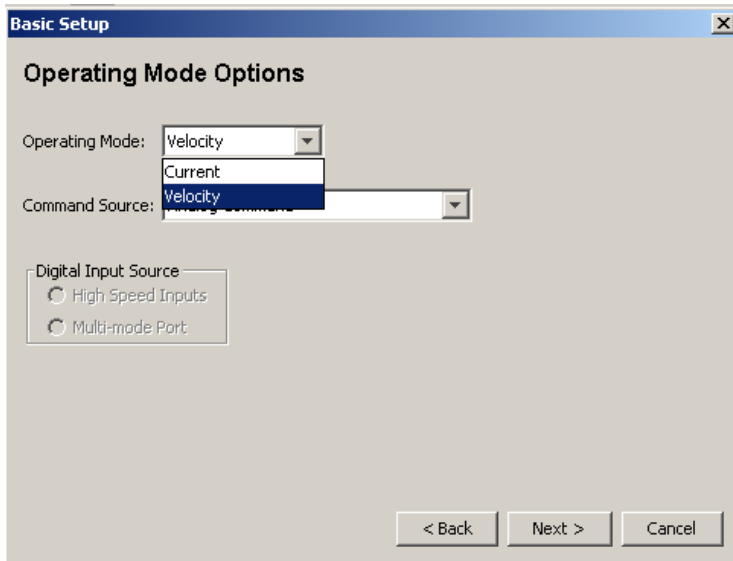 Basic Setup
Operating Mode Options
Operating Mode: Velocity
Current
Velocity
Command Source:
Digital Input Source
High Speed Inputs
Multi-mode Port
< Back Next > Cancel